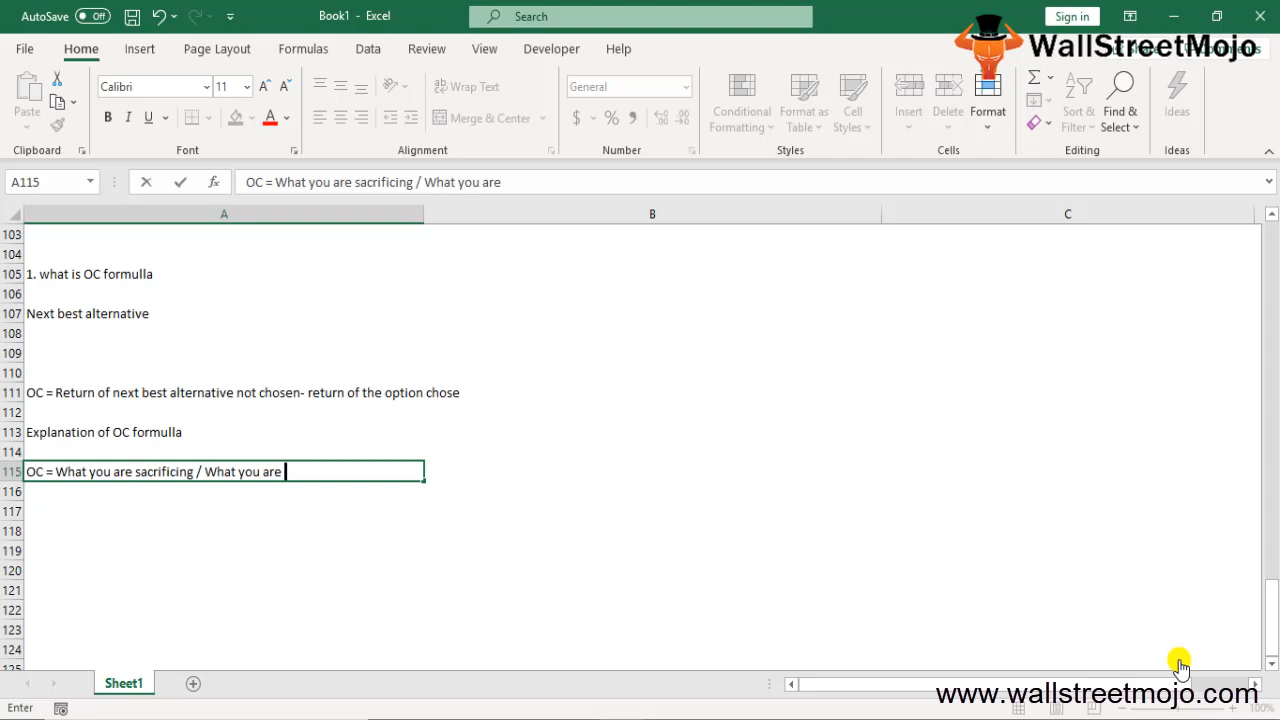 AutoSave Off Book1 - Excel Search Sign in
File Home Insert Page Layout Formulas Data Review View Developer Help
WallStreetMojo
Paste Calibri 11 Wrap Text General Conditional Format as Cell Insert Delete Format Sort & Find & Ideas
Merge & Center Formatting Table Styles Filter Select
Clipboard Font Alignment Number Styles Cells Editing Ideas
A115 OC = What you are sacrificing / What you are
A B C
103
104
105 1. what is OC formulla
106
107 Next best alternative
108
109
110
111 OC = Return of next best alternative not chosen- return of the option chose
112
113 Explanation of OC formulla
114
115 OC = What you are sacrificing / What you are
116
117
118
119
120
121
122
123
124
125
Sheet1
www.wallstreetmojo.com
Enter 100%